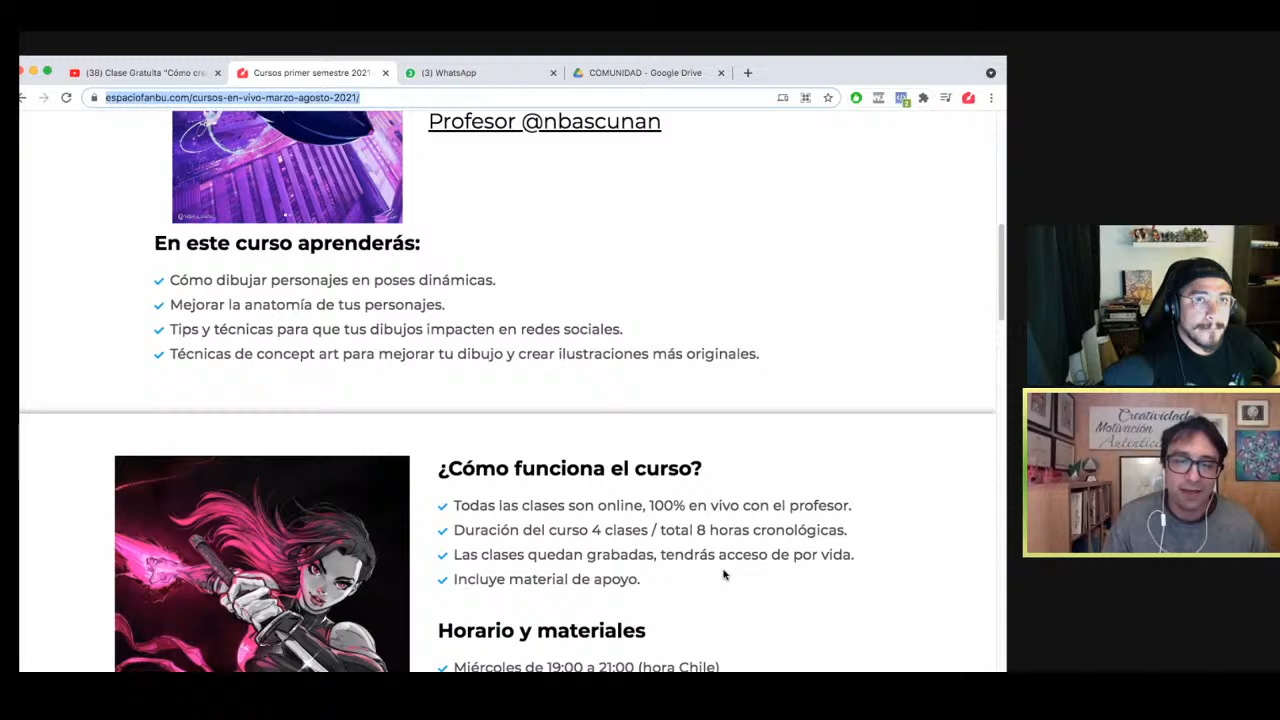 (38) Clase Gratuita "Cómo cre
Cursos primer semestre 2021
(3) WhatsApp
COMUNIDAD - Google Drive
espaciofanbu.com/cursos-en-vivo-marzo-agosto-2021/
2
Profesor @nbascunan
@NBASCUNAN
En este curso aprenderás:
Cómo dibujar personajes en poses dinámicas.
Mejorar la anatomía de tus personajes.
Tips y técnicas para que tus dibujos impacten en redes sociales.
Técnicas de concept art para mejorar tu dibujo y crear ilustraciones más originales.
¿Cómo funciona el curso?
Todas las clases son online, 100% en vivo con el profesor.
Duración del curso 4 clases / total 8 horas cronológicas.
Las clases quedan grabadas, tendrás acceso de por vida.
Incluye material de apoyo.
Horario y materiales
Miércoles de 19:00 a 21:00 (hora Chile)
Creatividad
Motivación